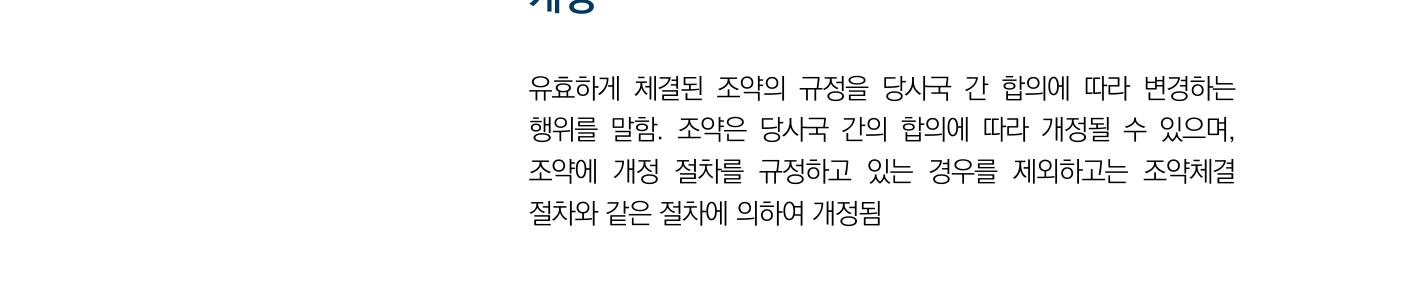 개정
유효하게 체결된 조약의 규정을 당사국 간 합의에 따라 변경하는
행위를 말함. 조약은 당사국 간의 합의에 따라 개정될 수 있으며,
조약에 개정 절차를 규정하고 있는 경우를 제외하고는 조약체결
절차와 같은 절차에 의하여 개정됨